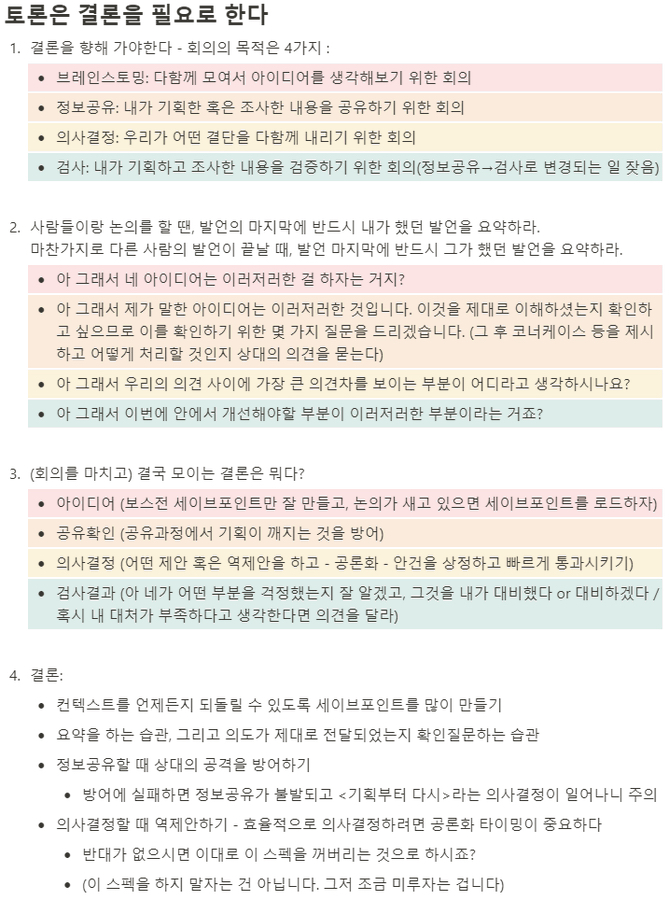 토론은 결론을 필요로 한다
1. 결론을 향해 가야한다 - 회의의 목적은 4가지 :
• 브레인스토밍: 다함께 모여서 아이디어를 생각해보기 위한 회의
• 정보공유: 내가 기획한 혹은 조사한 내용을 공유하기 위한 회의
• 의사결정: 우리가 어떤 결단을 다함께 내리기 위한 회의
• 검사: 내가 기획하고 조사한 내용을 검증하기 위한 회의(정보공유→검사로 변경되는 일 잦음)
2. 사람들이랑 논의를 할 땐, 발언의 마지막에 반드시 내가 했던 발언을 요약하라.
마찬가지로 다른 사람의 발언이 끝날 때, 발언 마지막에 반드시 그가 했던 발언을 요약하라.
• 아 그래서 네 아이디어는 이러저러한 걸 하자는 거지?
• 아 그래서 제가 말한 아이디어는 이러저러한 것입니다. 이것을 제대로 이해하셨는지 확인하
고 싶으므로 이를 확인하기 위한 몇 가지 질문을 드리겠습니다. (그 후 코너케이스 등을 제시
하고 어떻게 처리할 것인지 상대의 의견을 묻는다)
• 아 그래서 우리의 의견 사이에 가장 큰 의견차를 보이는 부분이 어디라고 생각하시나요?
• 아 그래서 이번에 안에서 개선해야할 부분이 이러저러한 부분이라는 거죠?
3. (회의를 마치고) 결국 모이는 결론은 뭐다?
• 아이디어 (보스전 세이브포인트만 잘 만들고, 논의가 새고 있으면 세이브포인트를 로드하자)
• 공유확인 (공유과정에서 기획이 깨지는 것을 방어)
• 의사결정 (어떤 제안 혹은 역제안을 하고 - 공론화 - 안건을 상정하고 빠르게 통과시키기)
• 검사결과 (아 네가 어떤 부분을 걱정했는지 잘 알겠고, 그것을 내가 대비했다 or 대비하겠다 /
혹시 내 대처가 부족하다고 생각한다면 의견을 달라)
4. 결론:
• 컨텍스트를 언제든지 되돌릴 수 있도록 세이브포인트를 많이 만들기
• 요약을 하는 습관, 그리고 의도가 제대로 전달되었는지 확인질문하는 습관
• 정보공유할 때 상대의 공격을 방어하기
• 방어에 실패하면 정보공유가 불발되고 <기획부터 다시>라는 의사결정이 일어나니 주의
• 의사결정할 때 역제안하기 - 효율적으로 의사결정하려면 공론화 타이밍이 중요하다
• 반대가 없으시면 이대로 이 스펙을 꺼버리는 것으로 하시죠?
• (이 스펙을 하지 말자는 건 아닙니다. 그저 조금 미루자는 겁니다)